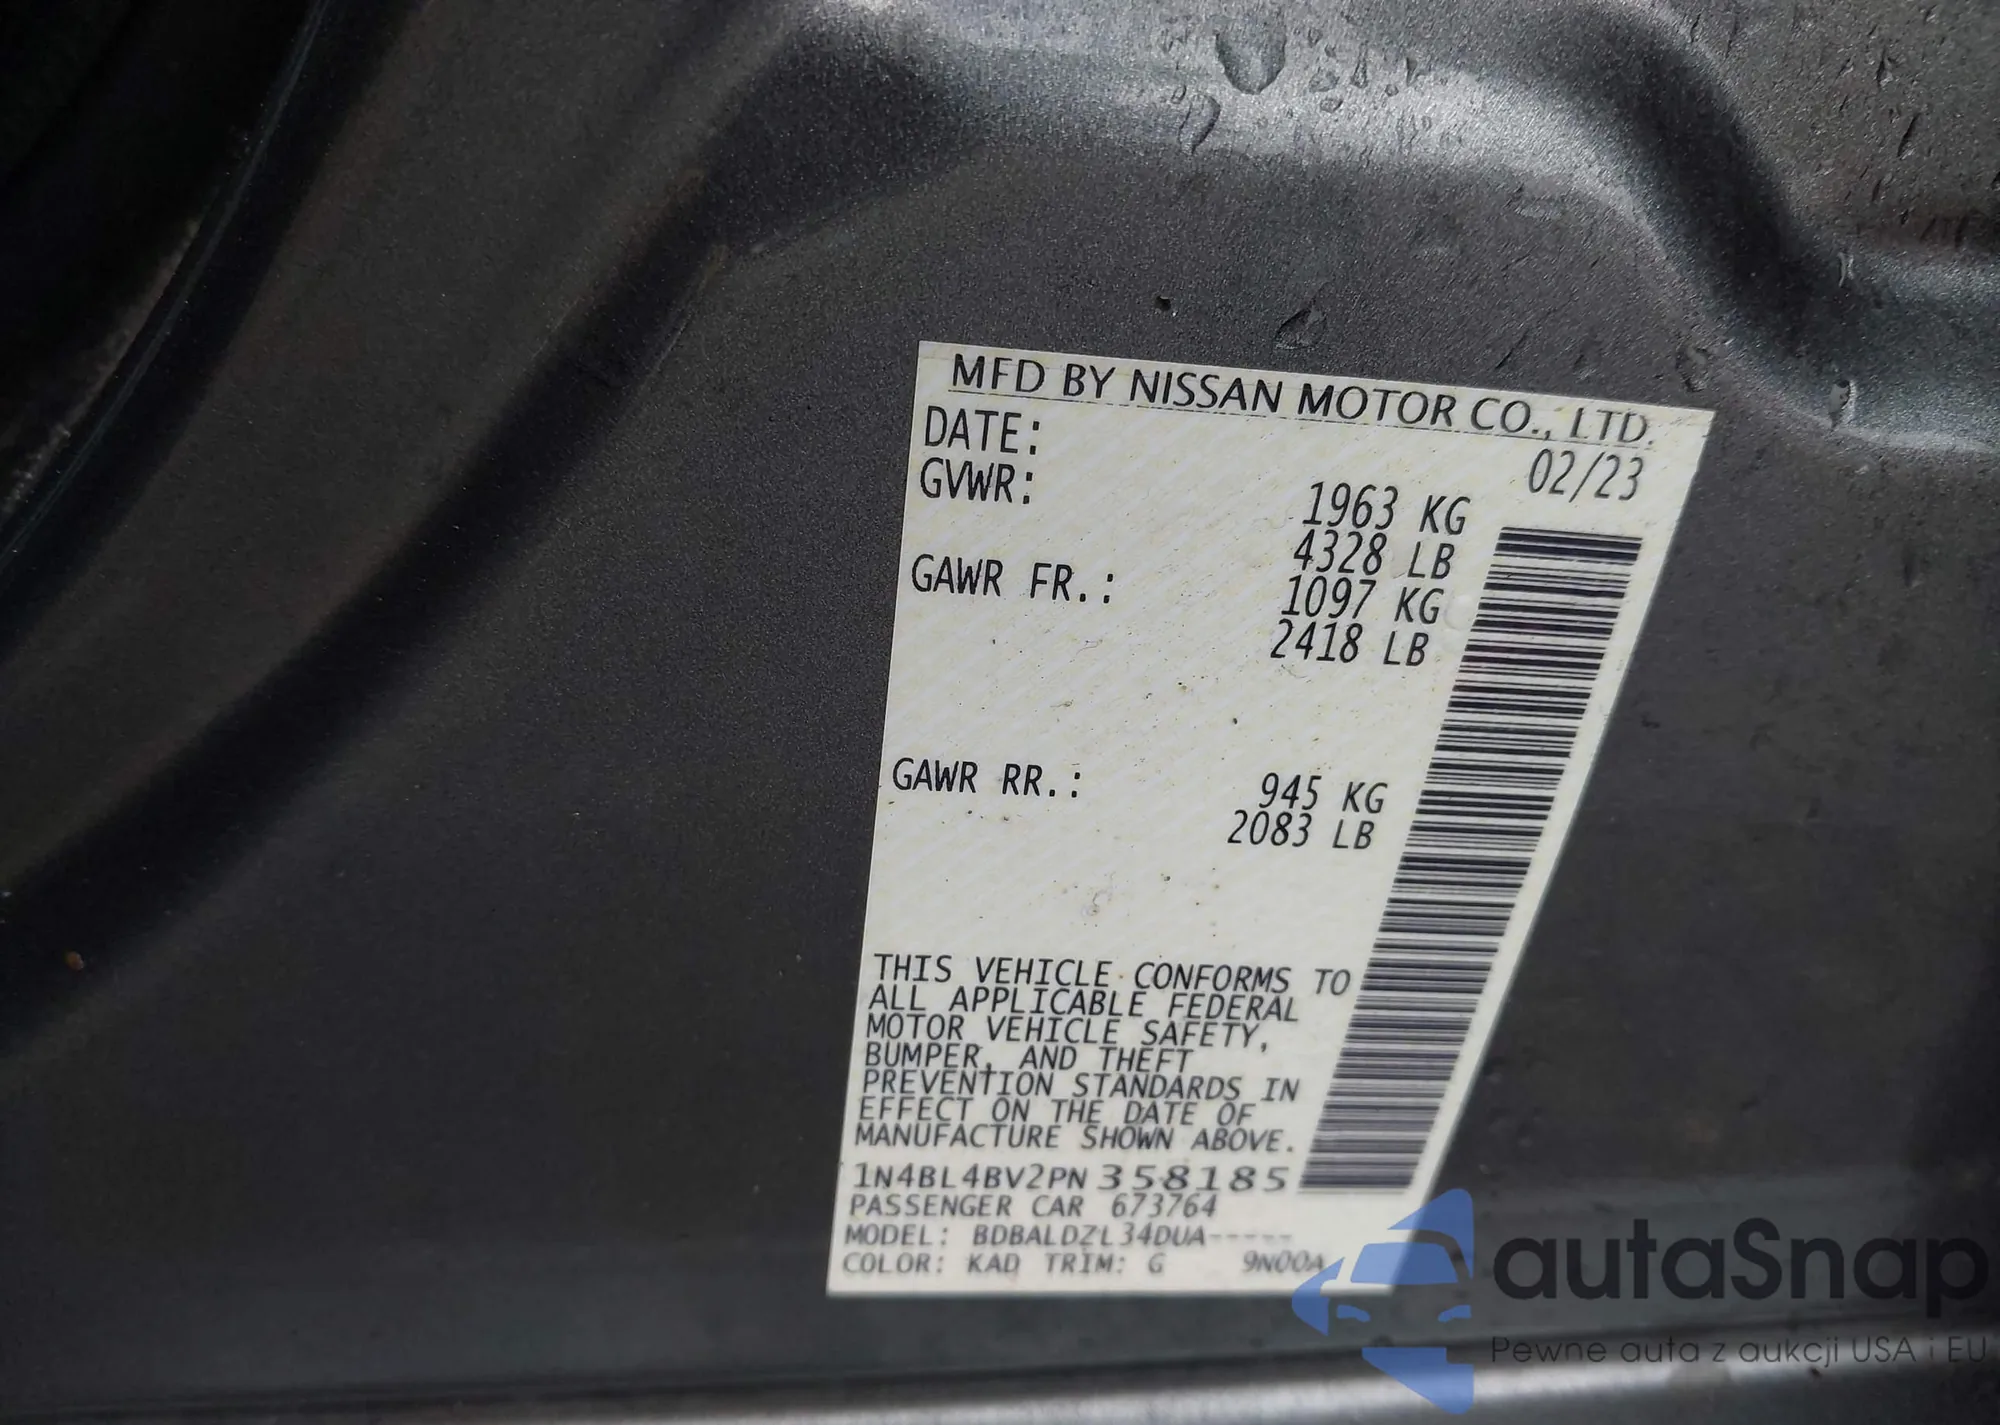 MFD BY NISSAN MOTOR CO., LTD.
DATE: 02/23
GVWR: 1963 KG
4328 LB
GAWR FR.: 1097 KG
2418 LB
GAWR RR.: 945 KG
2083 LB
THIS VEHICLE CONFORMS TO
ALL APPLICABLE FEDERAL
MOTOR VEHICLE SAFETY,
BUMPER, AND THEFT
PREVENTION STANDARDS IN
EFFECT ON THE DATE OF
MANUFACTURE SHOWN ABOVE.
1N4BL4BV2PN358185
PASSENGER CAR 673764
MODEL: BDBALDZL34DUA-----
COLOR: KAD TRIM: G 9N00A
autaSnap
Pewne auta z aukcji USA i EU